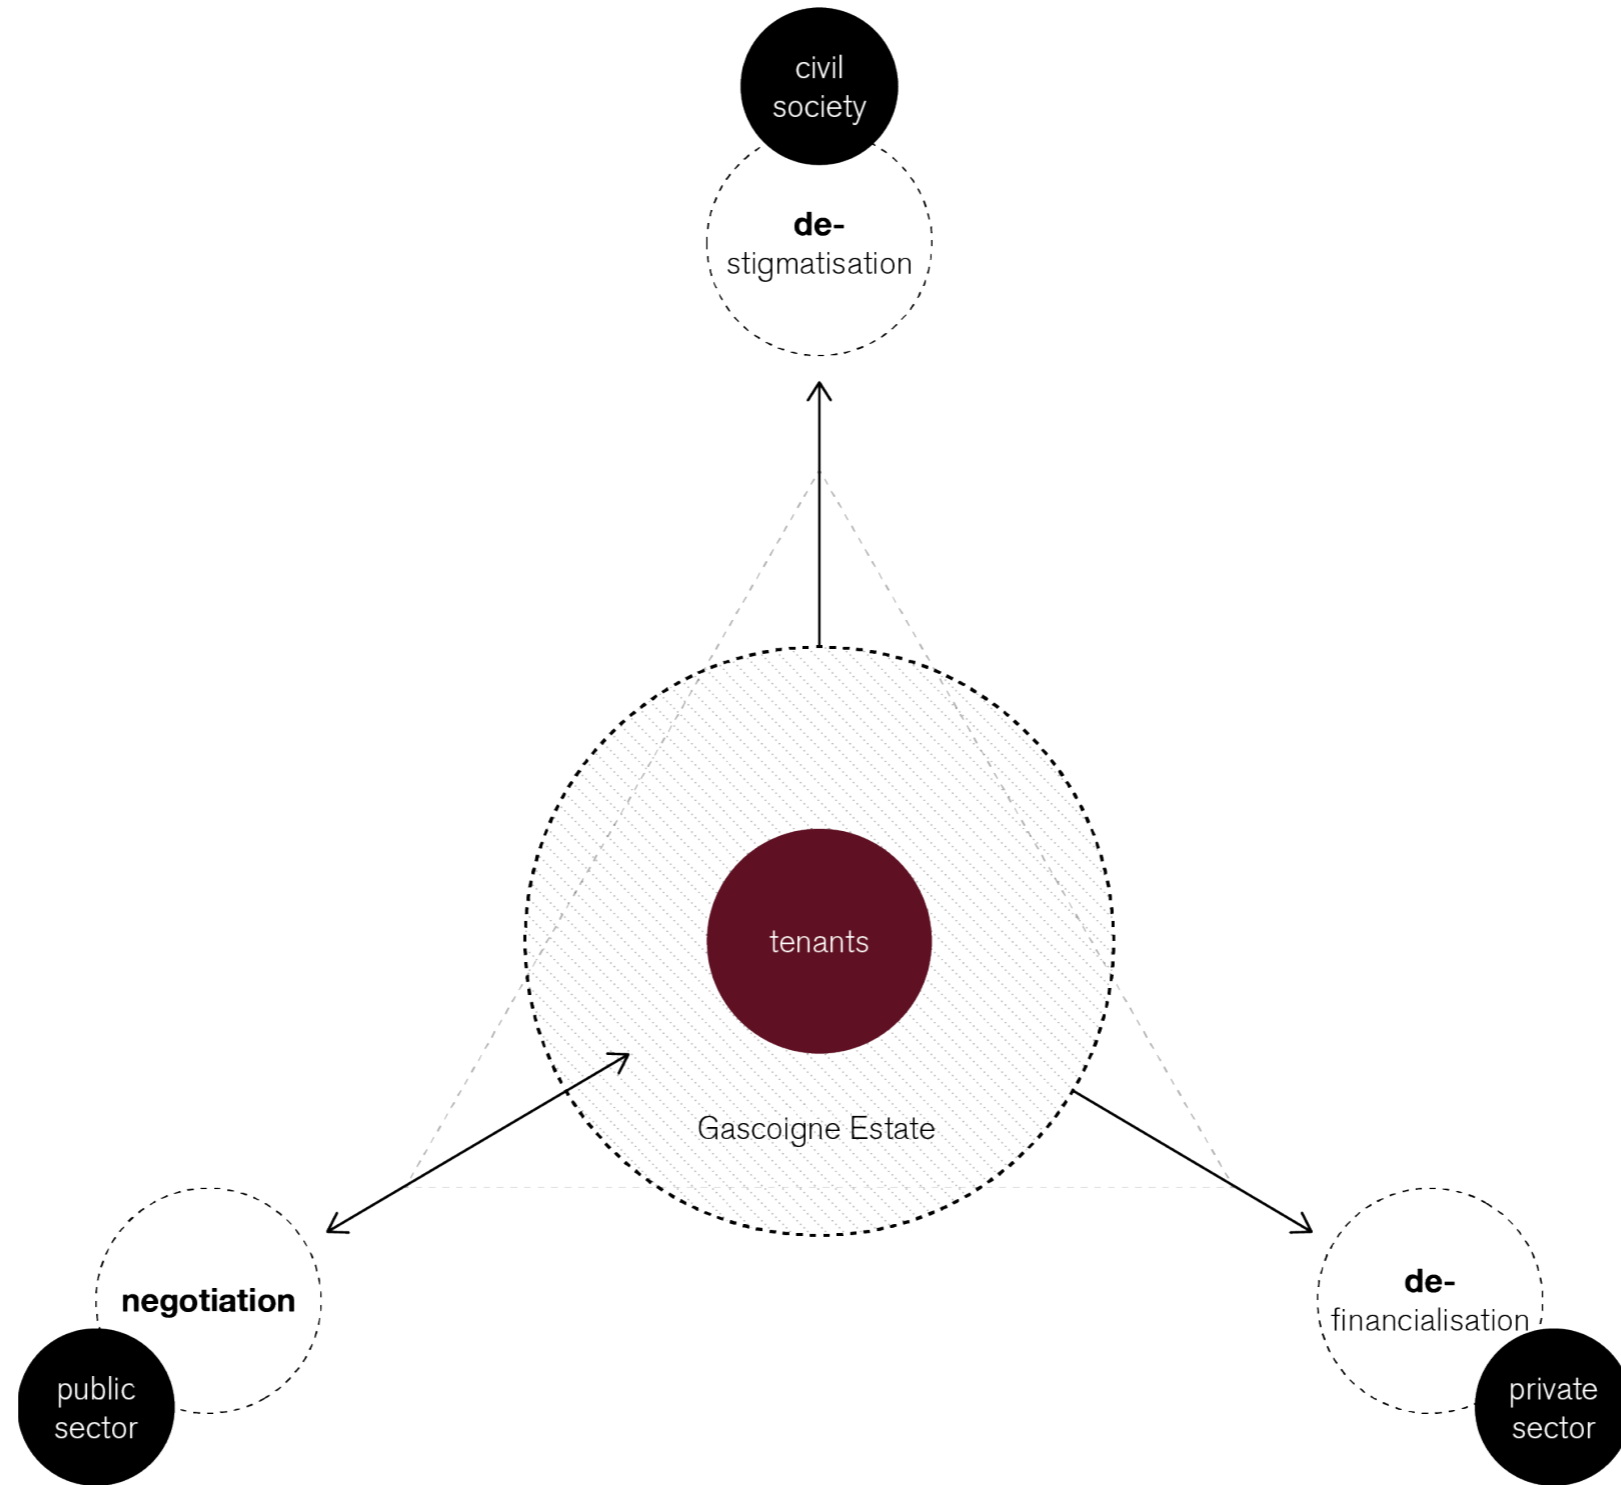 civil
society
de-
stigmatisation
tenants
Gascoigne Estate
negotiation
public
sector
de-
financialisation
private
sector